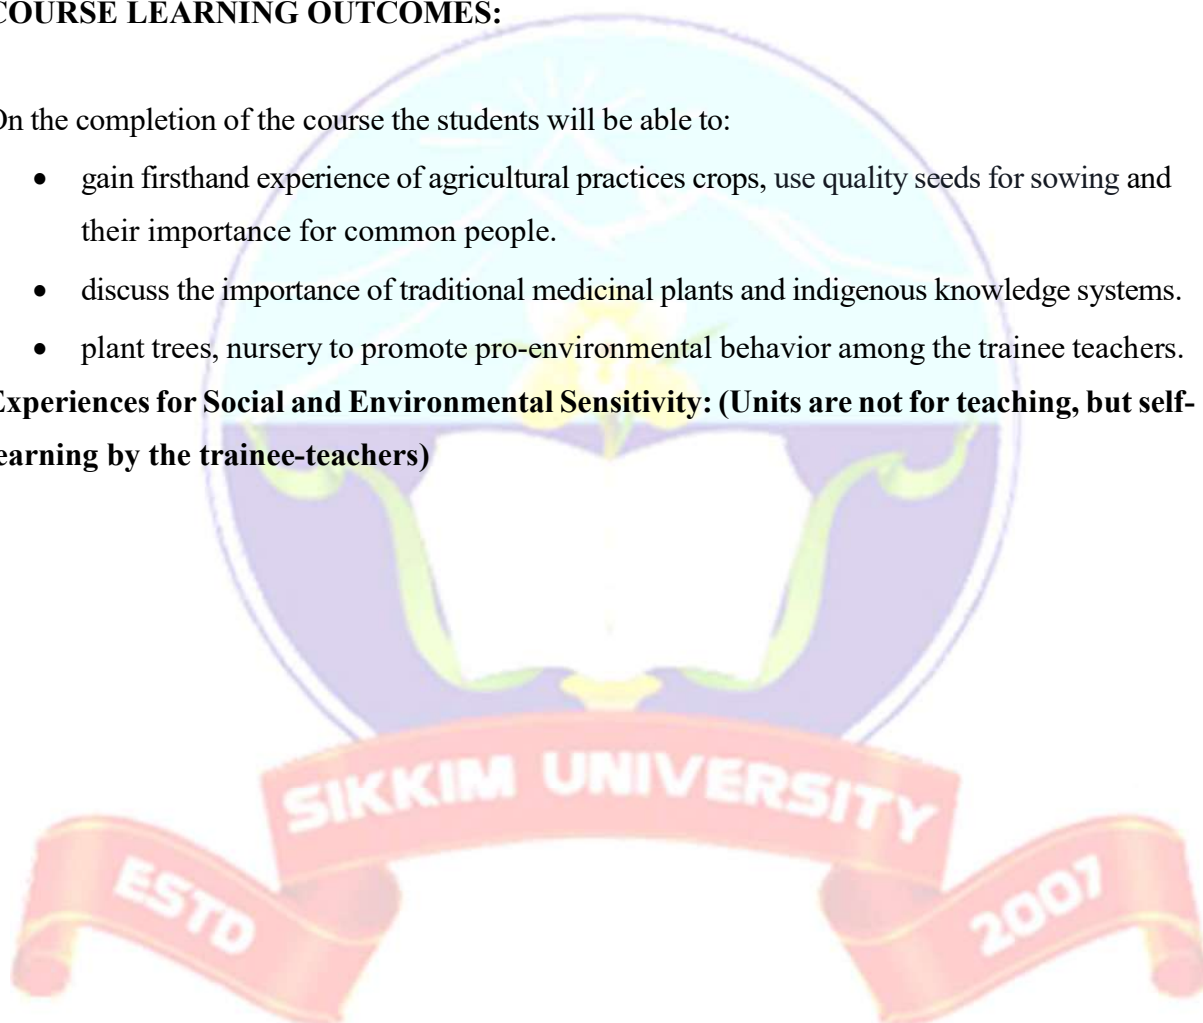 COURSE LEARNING OUTCOMES:
On the completion of the course the students will be able to:
• gain firsthand experience of agricultural practices crops, use quality seeds for sowing and
their importance for common people.
• discuss the importance of traditional medicinal plants and indigenous knowledge systems.
• plant trees, nursery to promote pro-environmental behavior among the trainee teachers.
Experiences for Social and Environmental Sensitivity: (Units are not for teaching, but self-
learning by the trainee-teachers)
SIKKIM UNIVERSITY
ESTD 2007